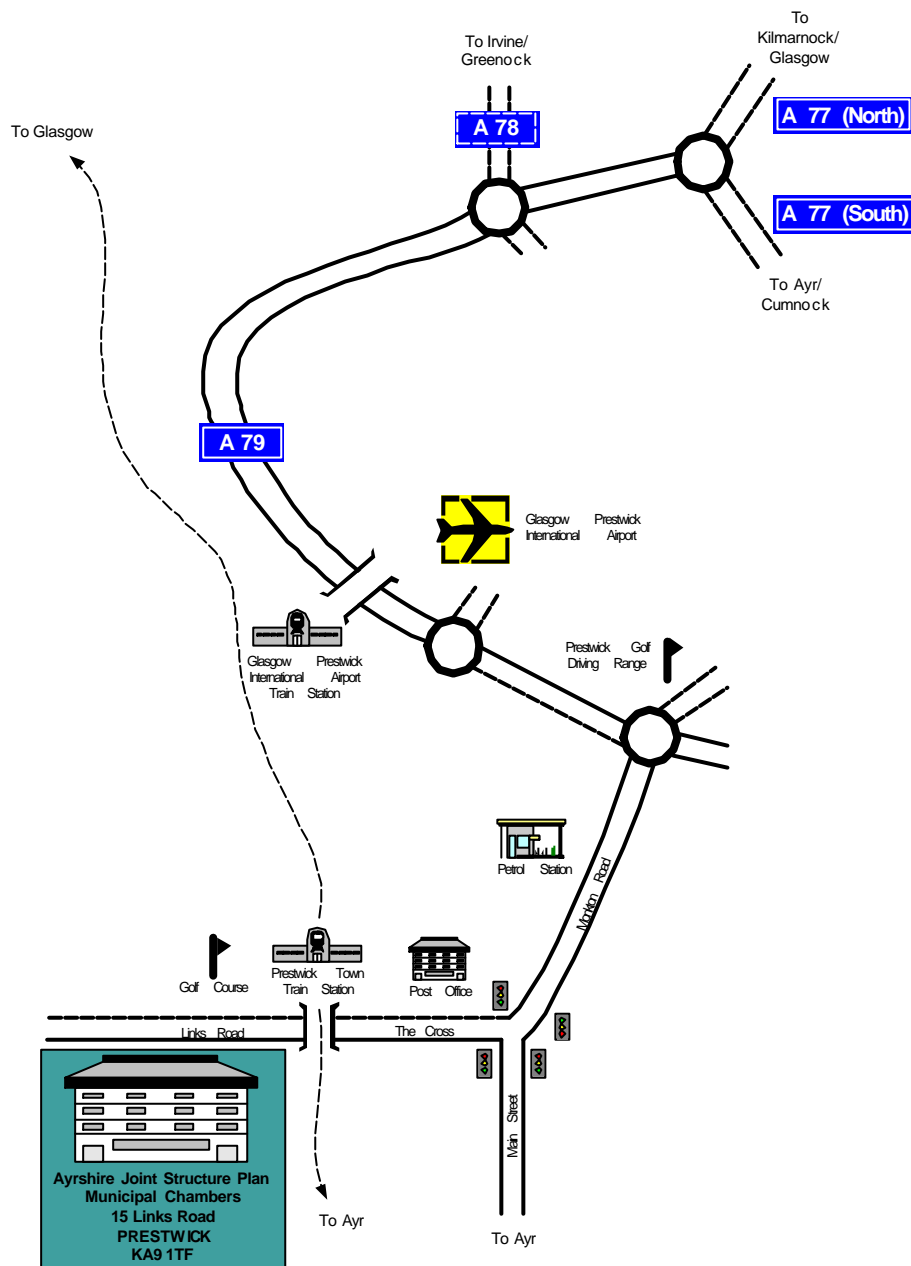 To
Kilmarnock/
Glasgow
To Irvine/
Greenock
A 77 (North)
A 78
To Glasgow
A 77 (South)
To Ayr/
Cumnock
A 79
Glasgow Prestwick
International Airport
Prestwick Golf
Driving Range
Glasgow Prestwick
International Airport
Train Station
Petrol Station
Monkton Road
Prestwick Town
Train Station
Golf Course
Post Office
Links Road
The Cross
Main Street
Ayrshire Joint Structure Plan
Municipal Chambers
15 Links Road
PRESTWICK
KA9 1TF
To Ayr
To Ayr